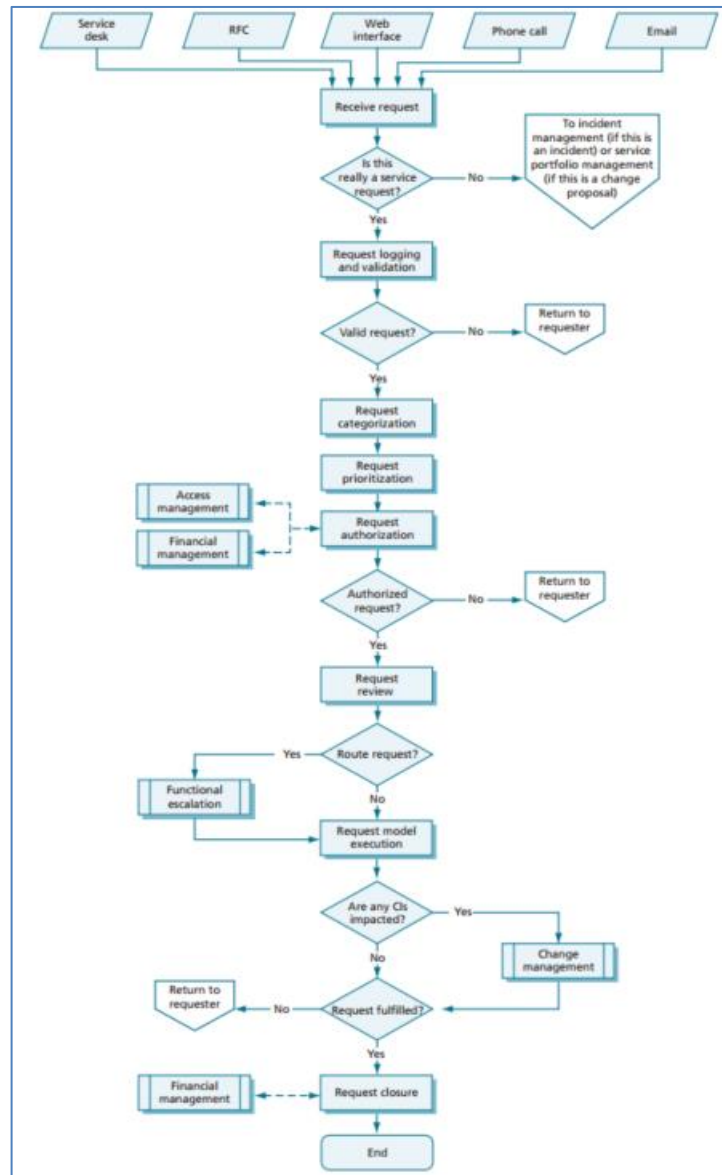 Service
desk
RFC
Web
interface
Phone call
Email
Receive request
To incident
management (if this is
an incident) or service
portfolio management
(if this is a change
proposal)
Is this
really a service
request?
No
Yes
Request logging
and validation
Valid request?
No
Return to
requester
Yes
Request
categorization
Request
prioritization
Access
management
Financial
management
Request
authorization
Authorized
request?
No
Return to
requester
Yes
Request
review
Route request?
Yes
Functional
escalation
No
Request model
execution
Are any CIs
impacted?
Yes
Change
management
No
Return to
requester
No
Request fulfilled?
Yes
Financial
management
Request closure
End